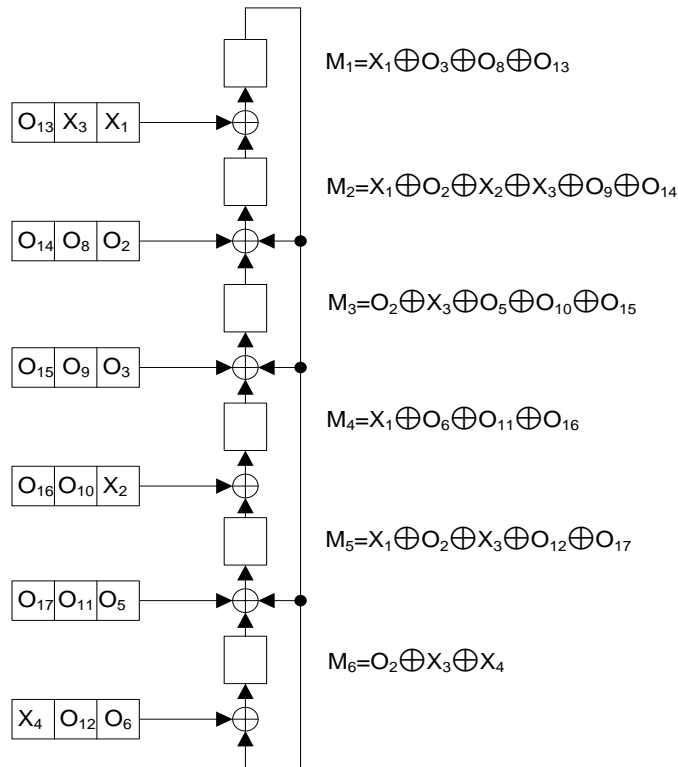 M₁=X₁⊕O₃⊕O₈⊕O₁₃
O₁₃ X₃ X₁
M₂=X₁⊕O₂⊕X₂⊕X₃⊕O₉⊕O₁₄
O₁₄ O₈ O₂
M₃=O₂⊕X₃⊕O₅⊕O₁₀⊕O₁₅
O₁₅ O₉ O₃
M₄=X₁⊕O₆⊕O₁₁⊕O₁₆
O₁₆ O₁₀ X₂
M₅=X₁⊕O₂⊕X₃⊕O₁₂⊕O₁₇
O₁₇ O₁₁ O₅
M₆=O₂⊕X₃⊕X₄
X₄ O₁₂ O₆